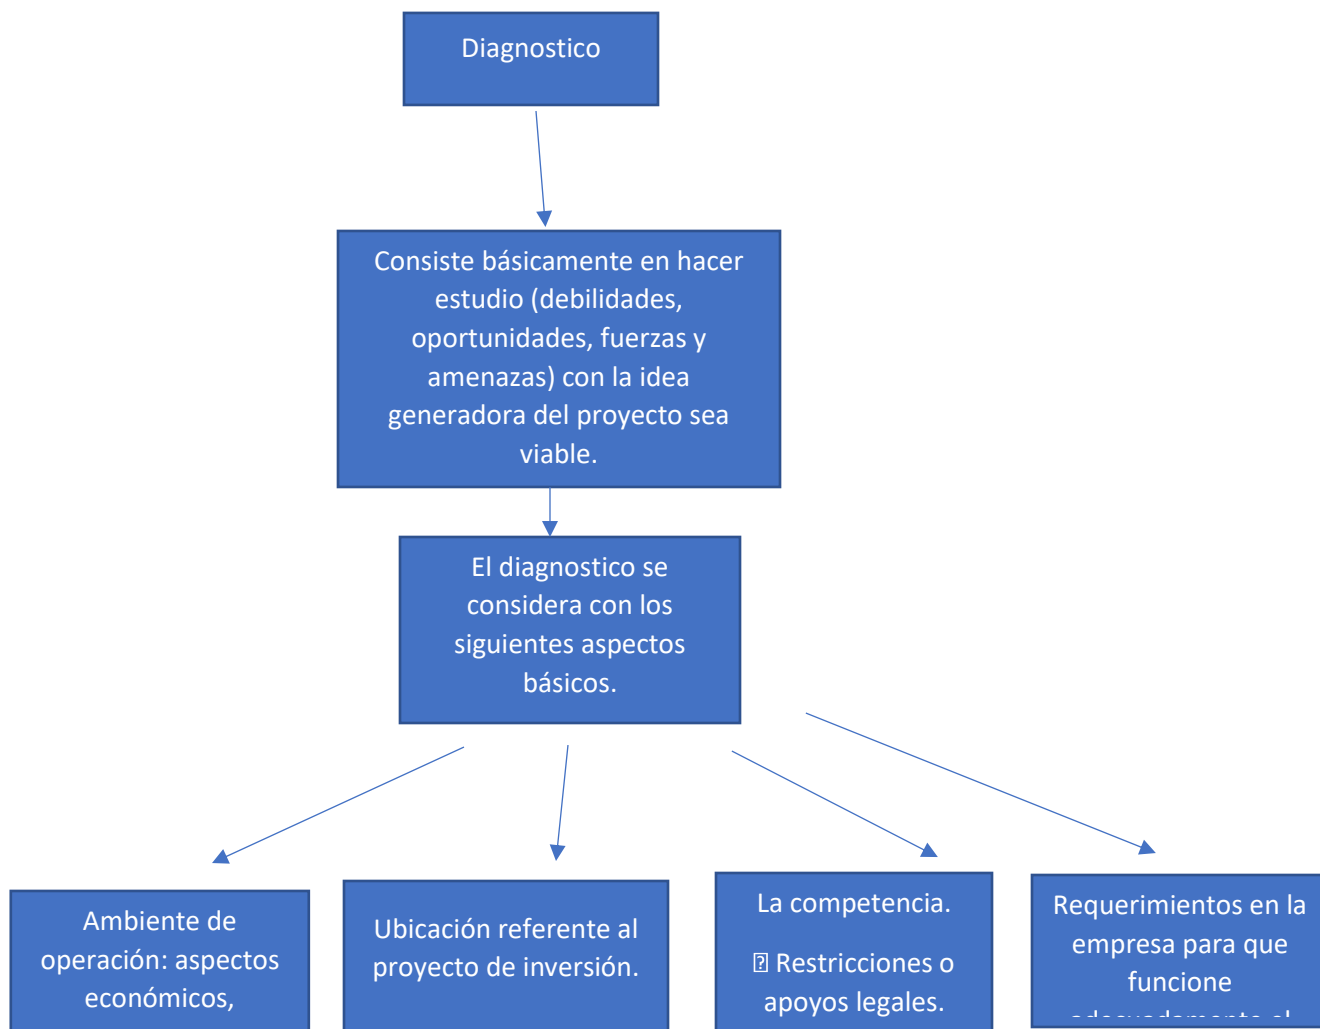 Diagnostico
Consiste básicamente en hacer
estudio (debilidades,
oportunidades, fuerzas y
amenazas) con la idea
generadora del proyecto sea
viable.
El diagnostico se
considera con los
siguientes aspectos
básicos.
Ambiente de
operación: aspectos
económicos,
Ubicación referente al
proyecto de inversión.
La competencia.
⍰ Restricciones o
apoyos legales.
Requerimientos en la
empresa para que
funcione
adecuadamente el